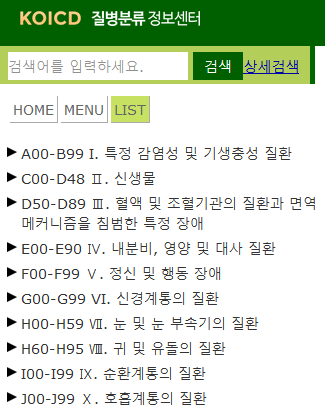 KOICD 질병분류 정보센터
검색어를 입력하세요. 검색 상세검색
HOME MENU LIST
▶ A00-B99 Ⅰ. 특정 감염성 및 기생충성 질환
▶ C00-D48 Ⅱ. 신생물
▶ D50-D89 Ⅲ. 혈액 및 조혈기관의 질환과 면역
메커니즘을 침범한 특정 장애
▶ E00-E90 Ⅳ. 내분비, 영양 및 대사 질환
▶ F00-F99 Ⅴ. 정신 및 행동 장애
▶ G00-G99 Ⅵ. 신경계통의 질환
▶ H00-H59 Ⅶ. 눈 및 눈 부속기의 질환
▶ H60-H95 Ⅷ. 귀 및 유돌의 질환
▶ I00-I99 Ⅸ. 순환계통의 질환
▶ J00-J99 Ⅹ. 호흡계통의 질환